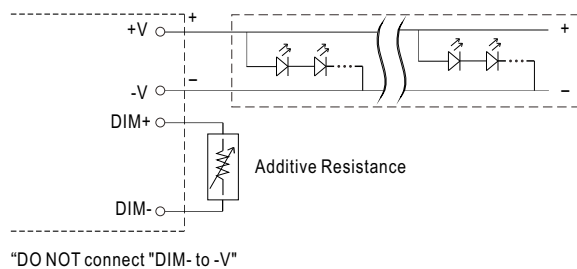 +V
+
+
-V
−
−
DIM+
Additive Resistance
DIM-
“DO NOT connect "DIM- to -V"